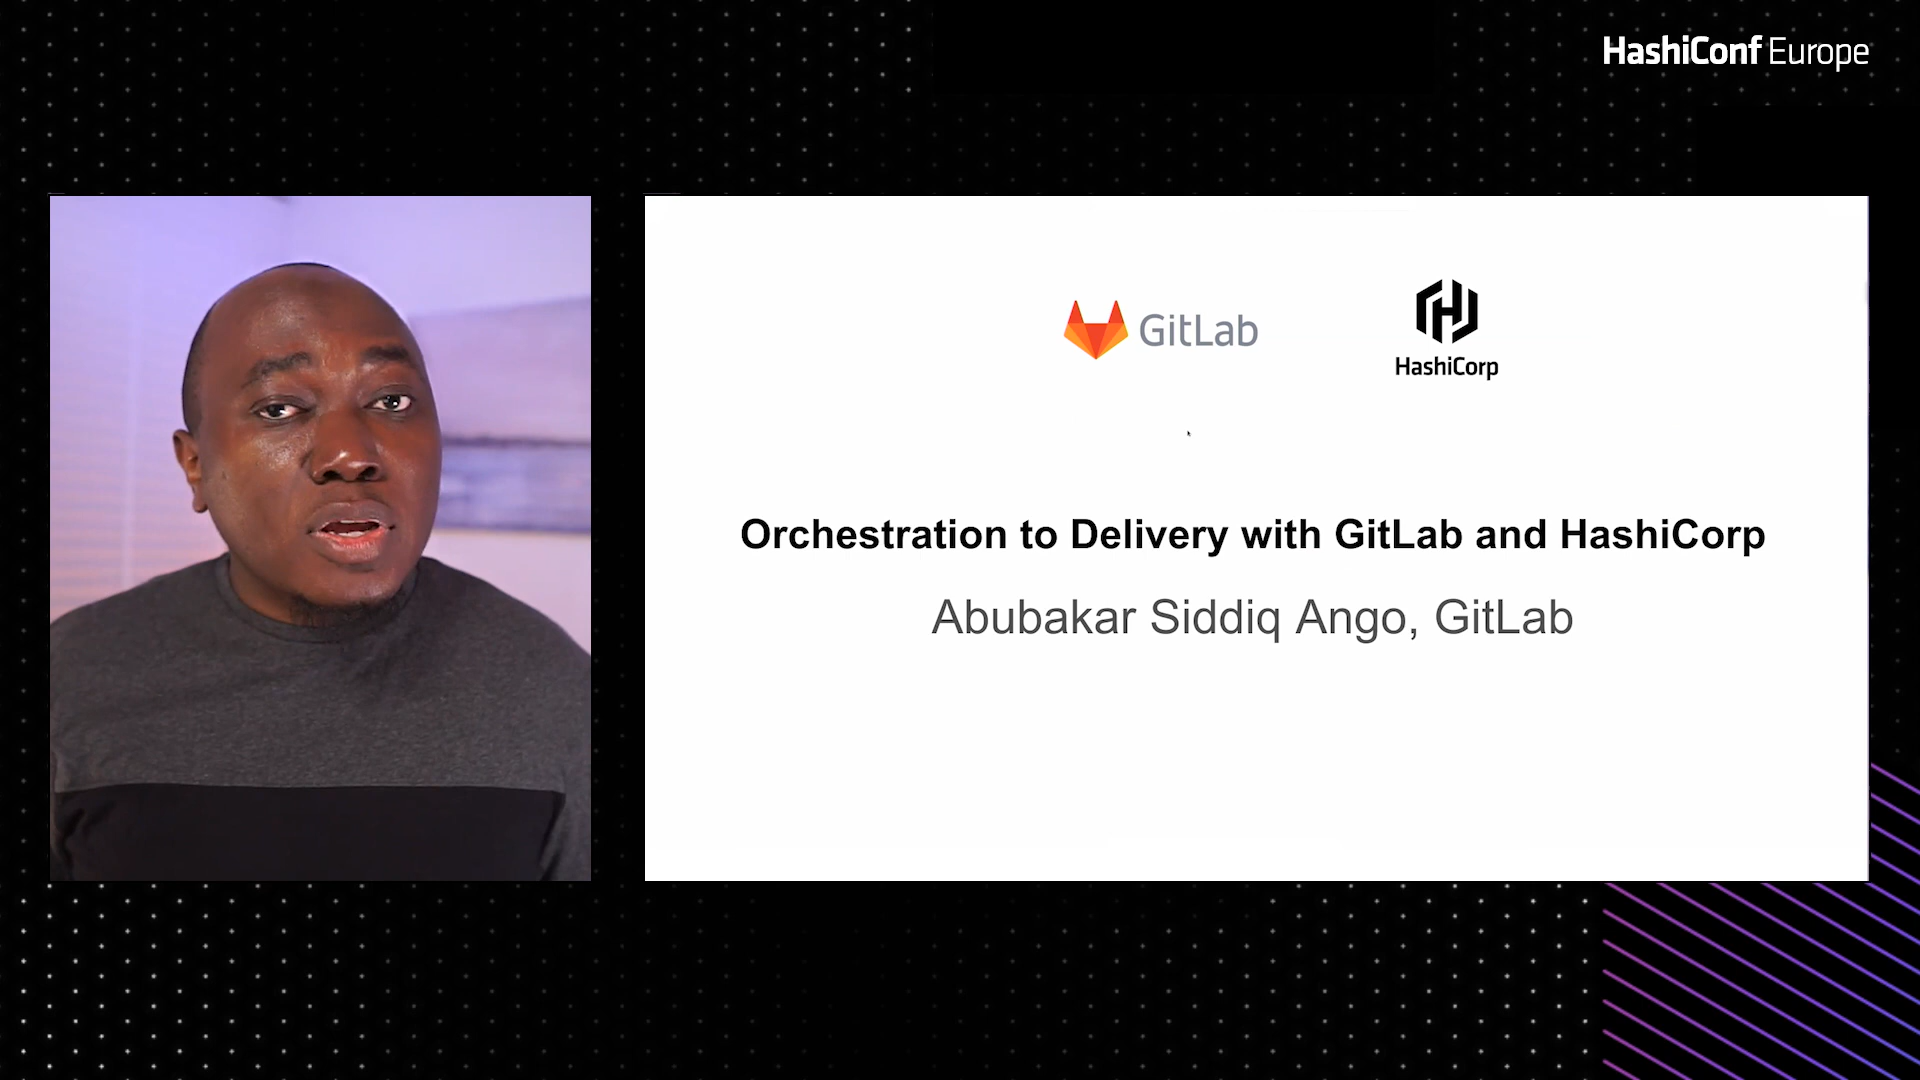 HashiConf Europe
GitLab
HashiCorp
Orchestration to Delivery with GitLab and HashiCorp
Abubakar Siddiq Ango, GitLab